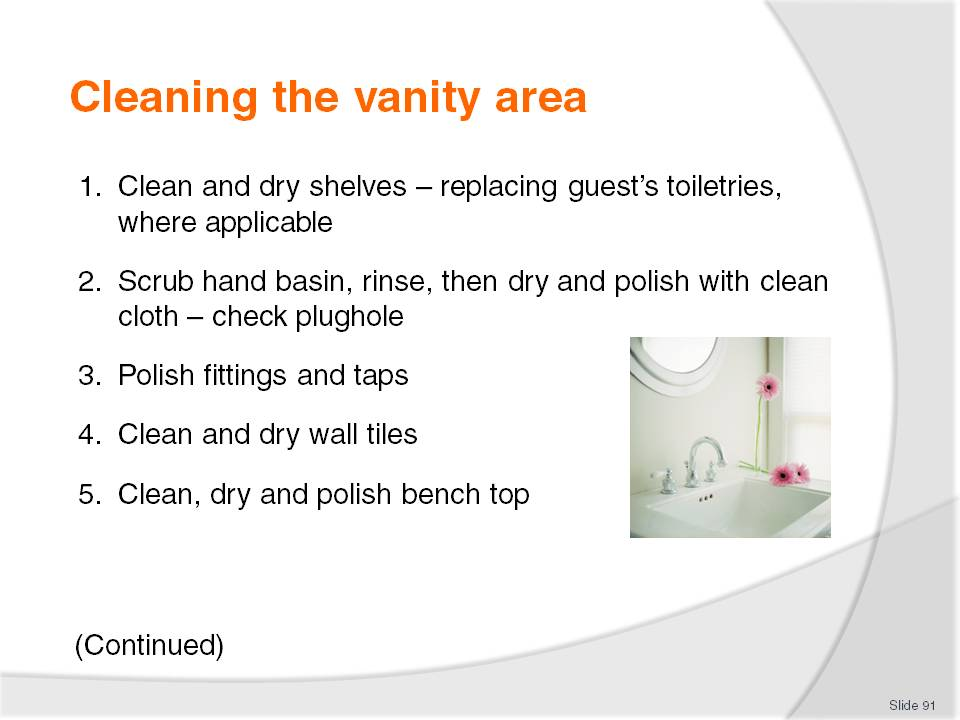 Cleaning the vanity area
1. Clean and dry shelves – replacing guest’s toiletries,
where applicable
2. Scrub hand basin, rinse, then dry and polish with clean
cloth – check plughole
3. Polish fittings and taps
4. Clean and dry wall tiles
5. Clean, dry and polish bench top
(Continued)
Slide 91